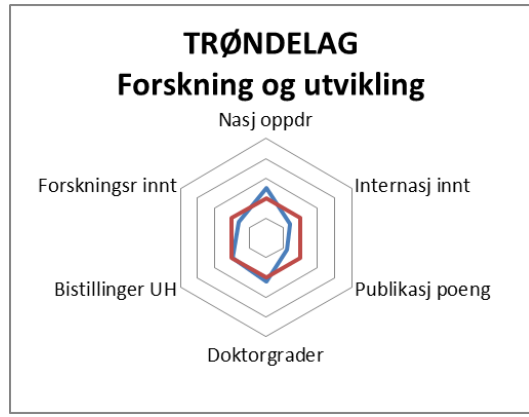 TRØNDELAG
Forskning og utvikling
Nasj oppdr
Forskningsr innt
Internasj innt
Bistillinger UH
Publikasj poeng
Doktorgrader